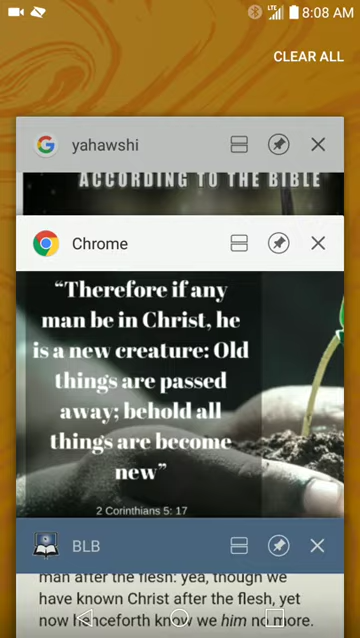 LTE 8:08 AM
CLEAR ALL
yahawshi
ACCORDING TO THE BIBLE
Chrome
“Therefore if any
man be in Christ, he
is a new creature: Old
things are passed
away; behold all
things are become
new”
2 Corinthians 5: 17
BLB
man after the flesh: yea, though we
have known Christ after the flesh, yet
now henceforth know we him no more.